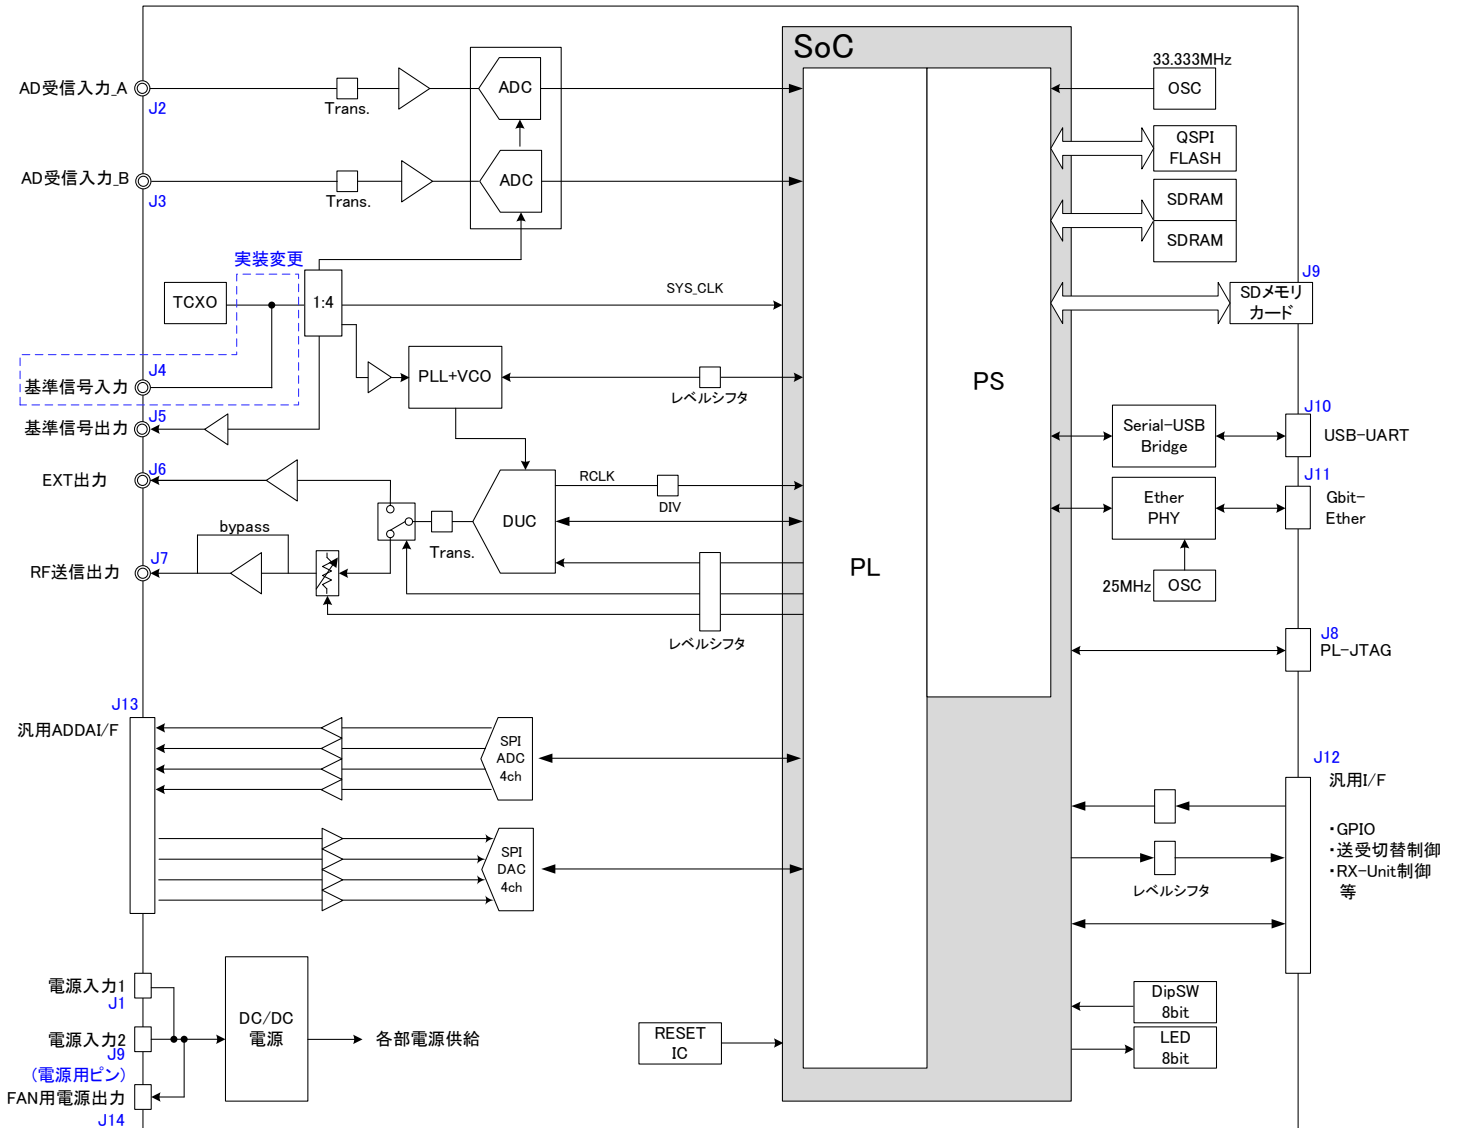 SoC
33.333MHz
OSC
AD受信入力_A
J2
Trans.
ADC
QSPI
FLASH
AD受信入力_B
J3
Trans.
ADC
SDRAM
SDRAM
実装変更
TCXO
1:4
SYS_CLK
J9
SDメモリ
カード
J4
基準信号入力
PLL+VCO
レベルシフタ
PS
J5
基準信号出力
J10
Serial-USB
Bridge
USB-UART
J6
EXT出力
RCLK
DIV
J11
Ether
PHY
Gbit-
Ether
bypass
Trans.
DUC
J7
RF送信出力
PL
25MHz
OSC
レベルシフタ
J8
PL-JTAG
J13
汎用ADDAI/F
SPI
ADC
4ch
J12
汎用I/F
・GPIO
・送受切替制御
・RX-Unit制御
等
SPI
DAC
4ch
レベルシフタ
電源入力1
J1
DC/DC
電源
各部電源供給
電源入力2
J9
(電源用ピン)
FAN用電源出力
J14
RESET
IC
DipSW
8bit
LED
8bit